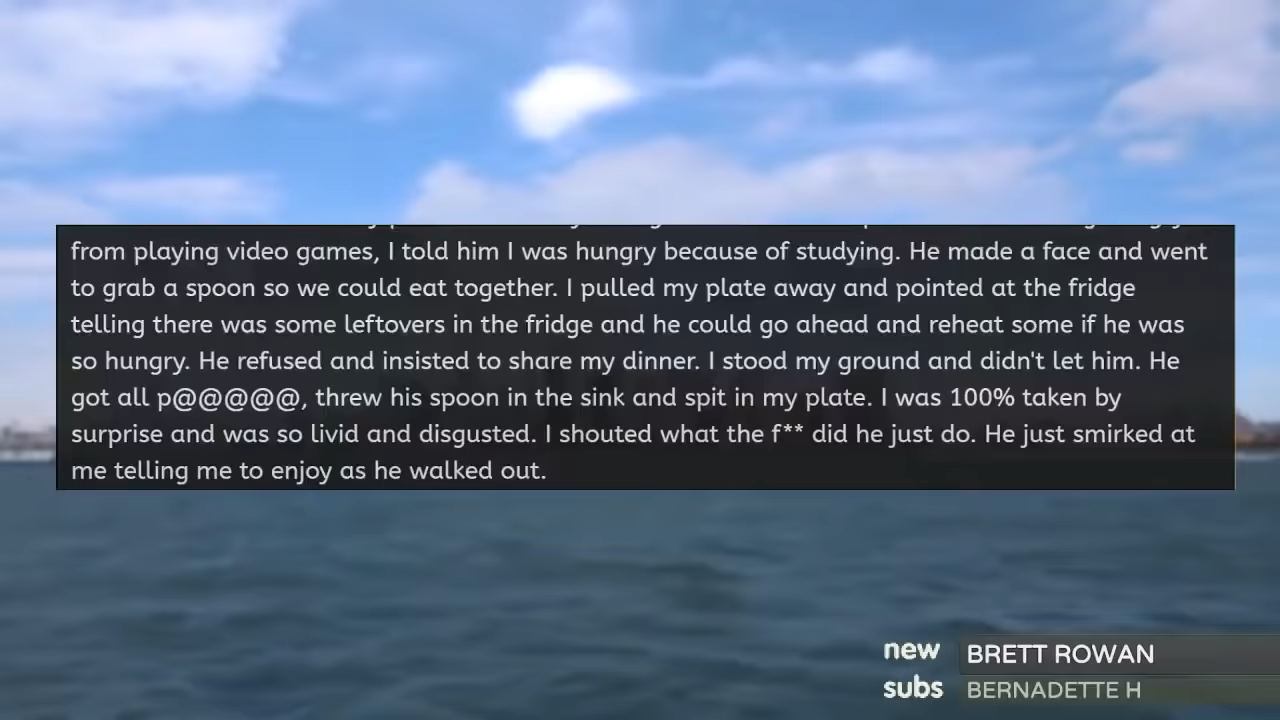 from playing video games, I told him I was hungry because of studying. He made a face and went
to grab a spoon so we could eat together. I pulled my plate away and pointed at the fridge
telling there was some leftovers in the fridge and he could go ahead and reheat some if he was
so hungry. He refused and insisted to share my dinner. I stood my ground and didn't let him. He
got all p@@@@@, threw his spoon in the sink and spit in my plate. I was 100% taken by
surprise and was so livid and disgusted. I shouted what the f** did he just do. He just smirked at
me telling me to enjoy as he walked out.
new BRETT ROWAN
subs BERNADETTE H